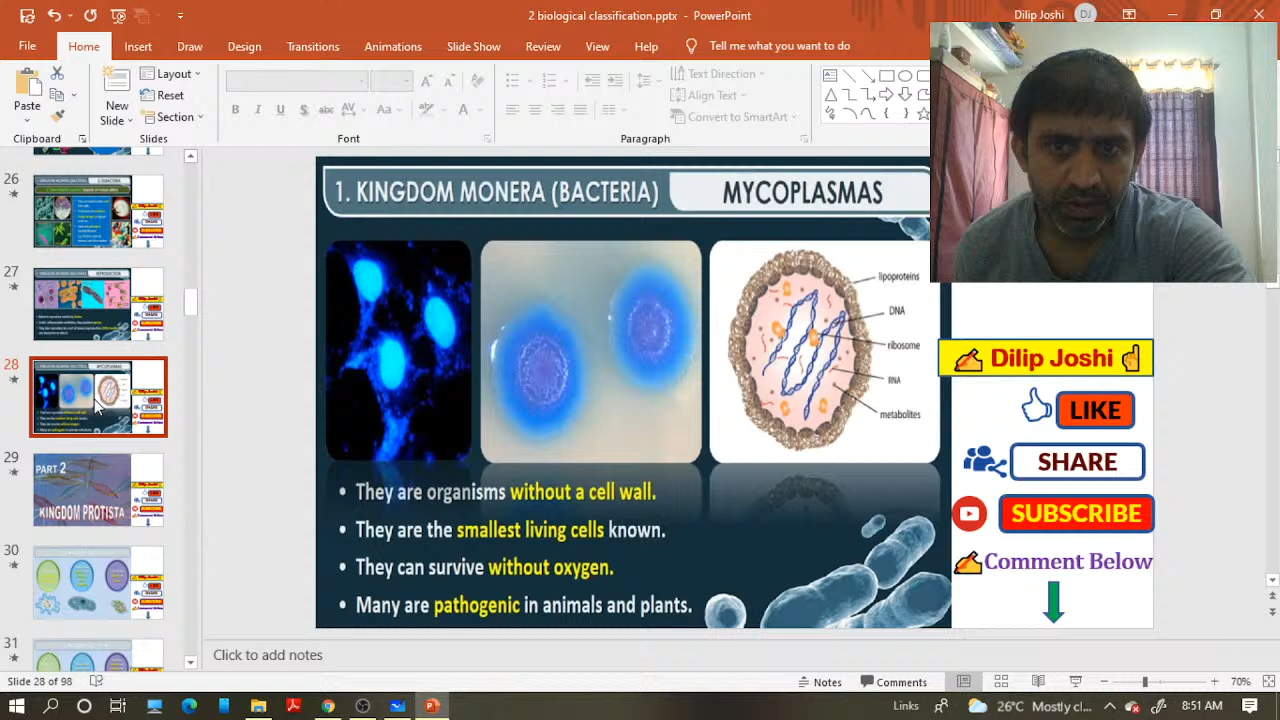 2 biological classification.pptx
File Home Insert Draw Design Transitions Animations Slide Show Review View Help Tell me what you want to do
Paste
New Slides
Layout
Reset
Section
B I U S abc AV Aa A
Text Direction
Align Text
Convert to SmartArt
Clipboard Slides Font Paragraph
26
27
28
29
30
31
PART 2
KINGDOM PROTISTA
1. KINGDOM MONERA (BACTERIA) MYCOPLASMAS
lipoproteins
DNA
ribosome
RNA
metabolites
• They are organisms without a cell wall.
• They are the smallest living cells known.
• They can survive without oxygen.
• Many are pathogenic in animals and plants.
Dilip Joshi
LIKE
SHARE
SUBSCRIBE
Comment Below
Click to add notes
Slide 28 of 98 Notes Comments 70%
Links 26°C Mostly cl... 8:51 AM